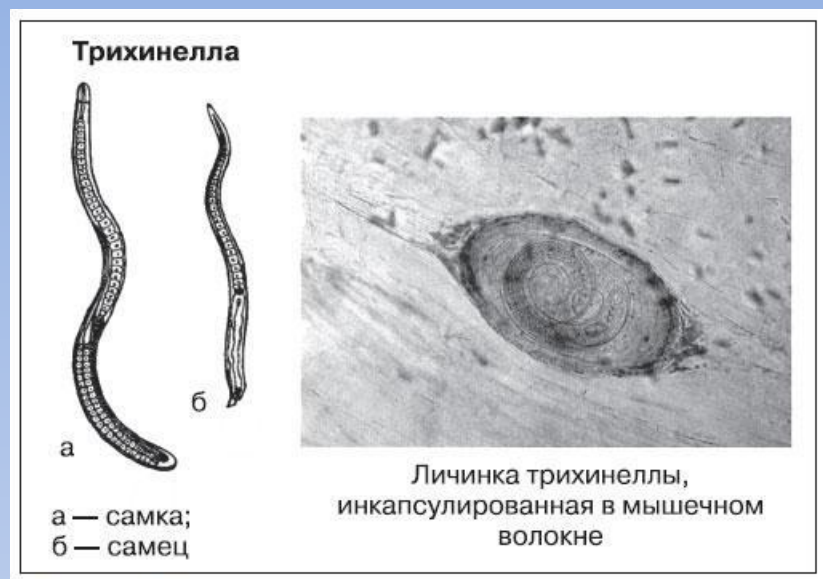 Трихинелла
а
б
а — самка;
б — самец
Личинка трихинеллы,
инкапсулированная в мышечном
волокне